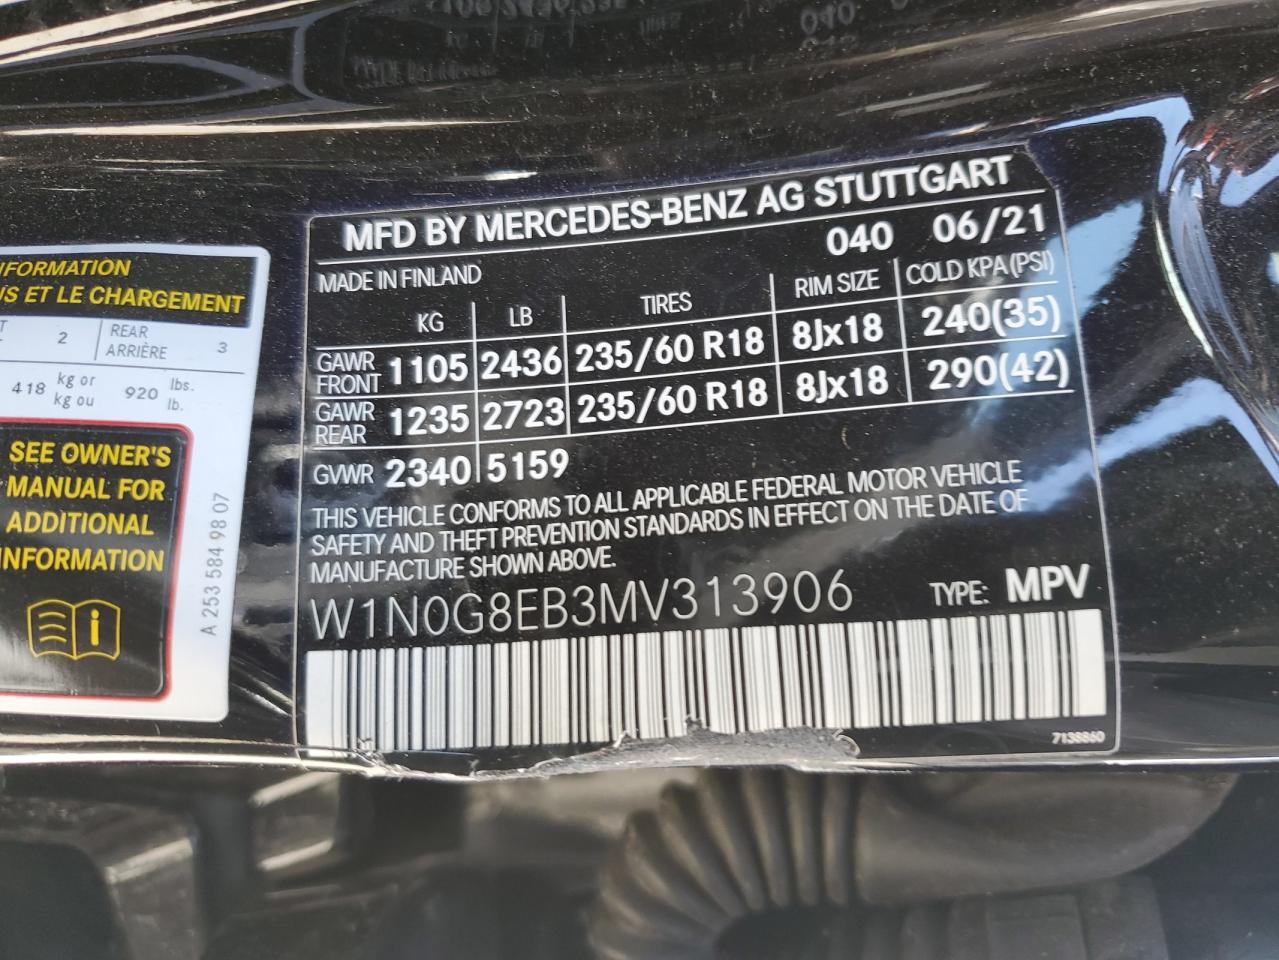 MFD BY MERCEDES-BENZ AG STUTTGART
MADE IN FINLAND 040 06/21
KG LB TIRES RIM SIZE COLD KPA (PSI)
GAWR FRONT 1105 2436 235/60 R18 8Jx18 240(35)
GAWR REAR 1235 2723 235/60 R18 8Jx18 290(42)
GVWR 2340 5159
THIS VEHICLE CONFORMS TO ALL APPLICABLE FEDERAL MOTOR VEHICLE
SAFETY AND THEFT PREVENTION STANDARDS IN EFFECT ON THE DATE OF
MANUFACTURE SHOWN ABOVE.
W1N0G8EB3MV313906 TYPE: MPV
7138860
ET LE CHARGEMENT
2 REAR ARRIÈRE 3
418 kg or kg ou 920 lbs. lb.
SEE OWNER'S
MANUAL FOR
ADDITIONAL
INFORMATION
A 253 584 98 07